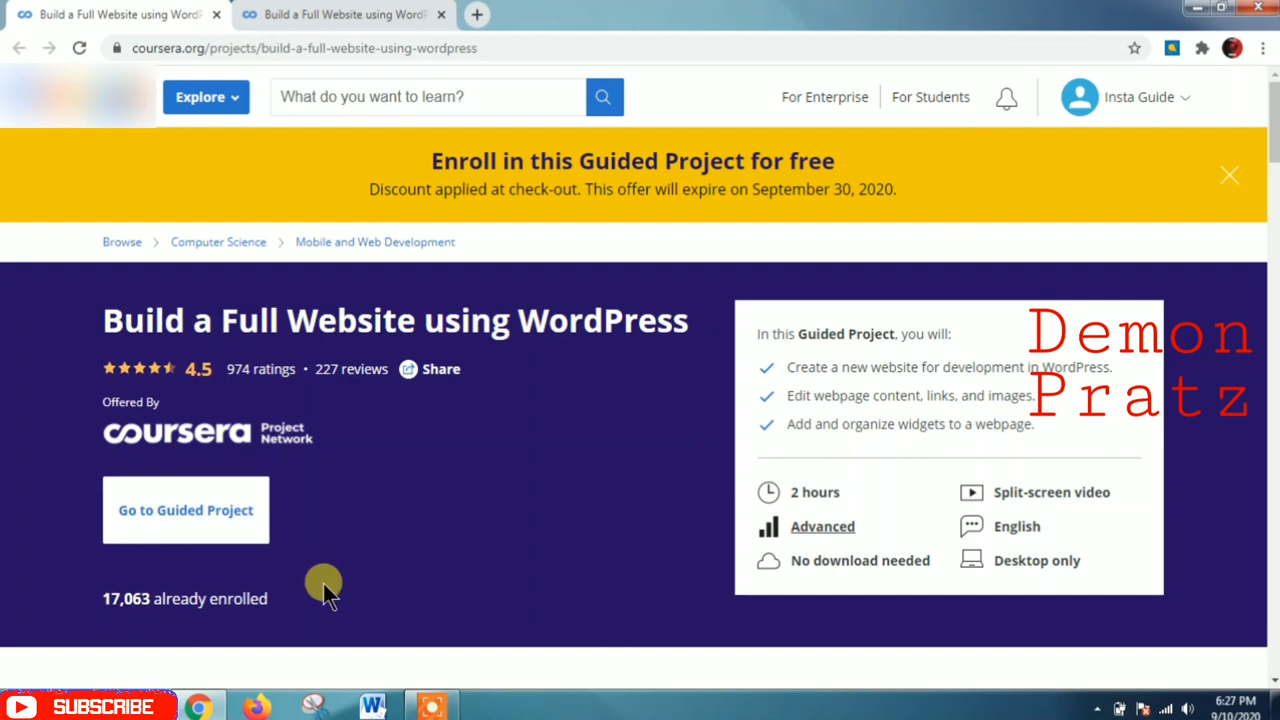 Build a Full Website using WordP
Build a Full Website using WordP
coursera.org/projects/build-a-full-website-using-wordpress
Explore
What do you want to learn?
For Enterprise
For Students
Insta Guide
Enroll in this Guided Project for free
Discount applied at check-out. This offer will expire on September 30, 2020.
Browse > Computer Science > Mobile and Web Development
Build a Full Website using WordPress
4.5 974 ratings • 227 reviews Share
Offered By
coursera Project Network
Go to Guided Project
17,063 already enrolled
In this Guided Project, you will:
Create a new website for development in WordPress.
Edit webpage content, links, and images.
Add and organize widgets to a webpage.
2 hours
Split-screen video
Advanced
English
No download needed
Desktop only
Demon
Pratz
SUBSCRIBE
6:27 PM
9/10/2020